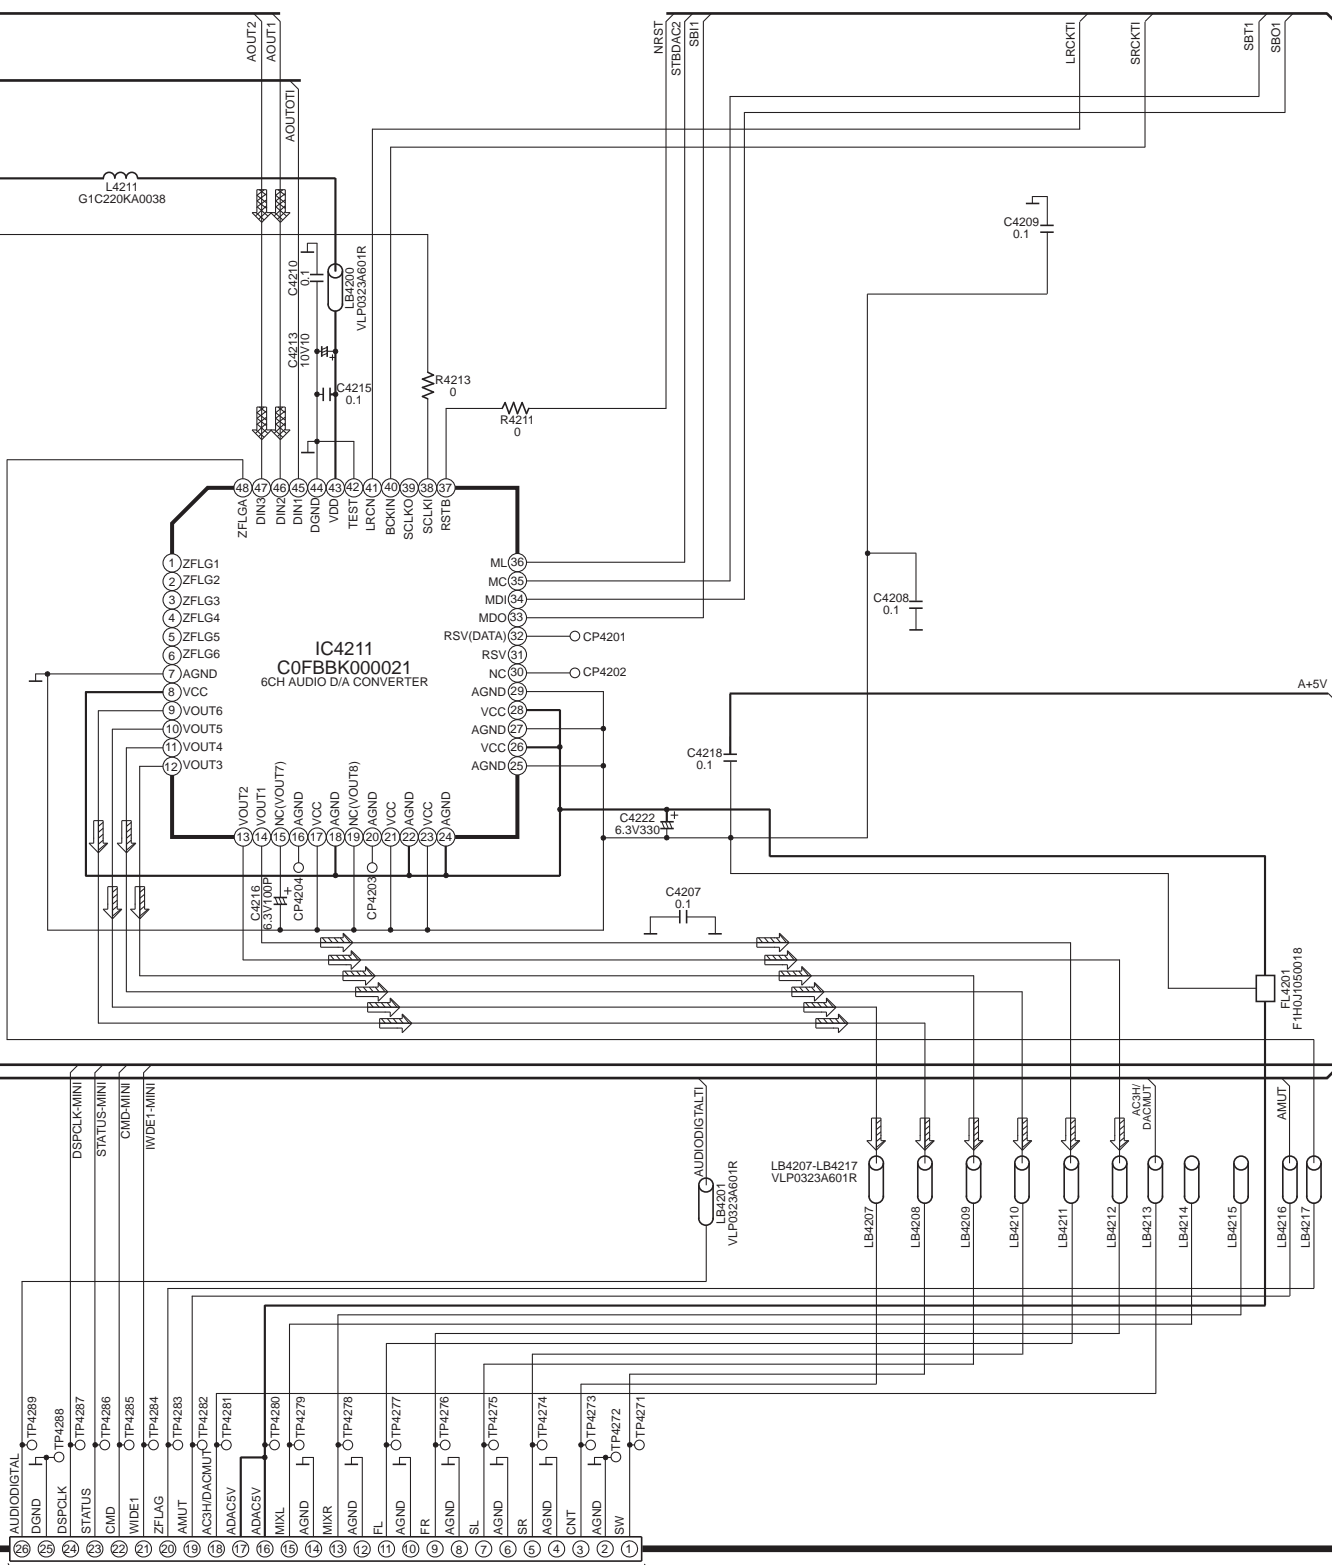 AOUT2
AOUT1
AOUTOTI
NRST
STBDAC2
SBI1
LRCKTI
SRCKTI
SBT1
SBO1
L4211
G1C220KA0038
C4209
0.1
C4210
0.1
LB4200
VLP0323A601R
C4213
10V10
+
C4215
0.1
R4213
0
R4211
0
48 47 46 45 44 43 42 41 40 39 38 37
ZFLGA
DIN3
DIN2
DIN1
DGND
VDD
TEST
LRCN
BCKIN
SCLKO
SCLKI
RSTB
1 ZFLG1
2 ZFLG2
3 ZFLG3
4 ZFLG4
5 ZFLG5
6 ZFLG6
7 AGND
8 VCC
9 VOUT6
10 VOUT5
11 VOUT4
12 VOUT3
IC4211
C0FBBK000021
6CH AUDIO D/A CONVERTER
ML 36
MC 35
MDI 34
MDO 33
RSV(DATA) 32
CP4201
RSV 31
NC 30
CP4202
AGND 29
VCC 28
AGND 27
VCC 26
AGND 25
C4208
0.1
A+5V
C4218
0.1
C4222
6.3V330
+
VOUT2
VOUT1
NC(VOUT7)
AGND
VCC
AGND
NC(VOUT8)
AGND
VCC
AGND
VCC
AGND
13 14 15 16 17 18 19 20 21 22 23 24
C4216
6.3V100P
+
CP4204
CP4203
C4207
0.1
FL4201
F1H0J1050018
DSPCLK-MINI
STATUS-MINI
CMD-MINI
IWDE1-MINI
AUDIODIGTALTI
AC3H/
DACMUT
AMUT
LB4201
VLP0323A601R
LB4207-LB4217
VLP0323A601R
LB4207
LB4208
LB4209
LB4210
LB4211
LB4212
LB4213
LB4214
LB4215
LB4216
LB4217
TP4289
TP4288
TP4287
TP4286
TP4285
TP4284
TP4283
TP4282
TP4281
TP4280
TP4279
TP4278
TP4277
TP4276
TP4275
TP4274
TP4273
TP4272
TP4271
AUDIODIGTAL
DGND
DSPCLK
STATUS
CMD
WIDE1
ZFLAG
AMUT
AC3H/DACMUT
ADAC5V
ADAC5V
MIXL
AGND
MIXR
AGND
FL
AGND
FR
AGND
SL
AGND
SR
AGND
CNT
AGND
SW
26 25 24 23 22 21 20 19 18 17 16 15 14 13 12 11 10 9 8 7 6 5 4 3 2 1